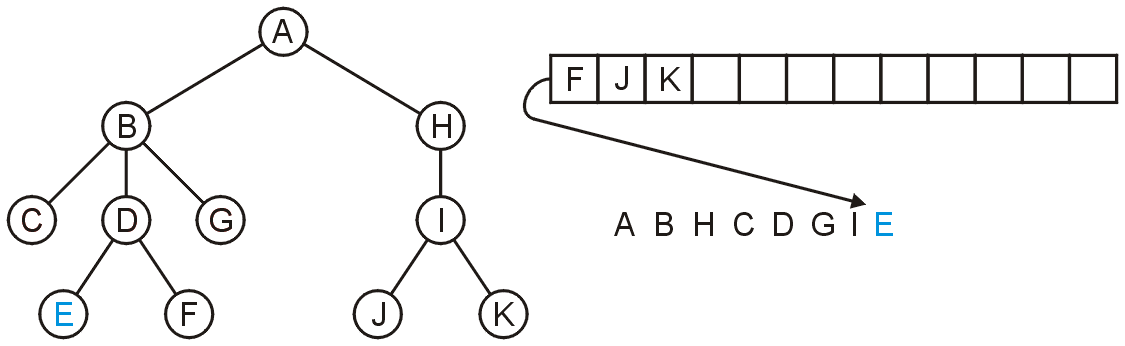 A
B H
C D G I
E F J K
F J K
A B H C D G I E